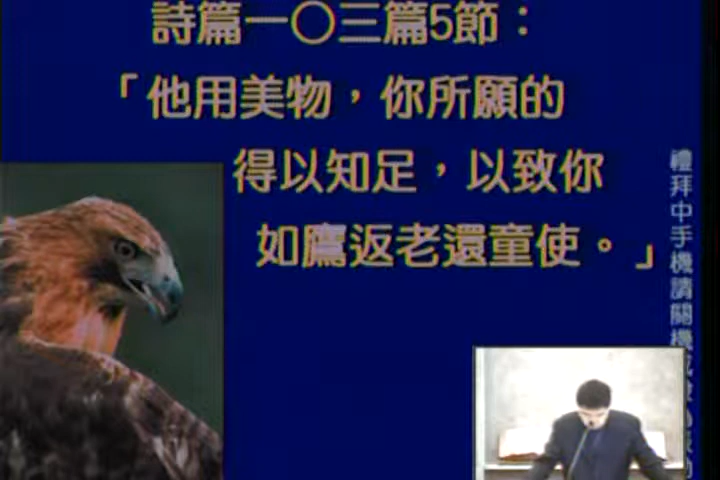 詩篇一〇三篇5節：
「他用美物，你所願的
得以知足，以致你
如鷹返老還童使。」
禮拜中手機請關機或